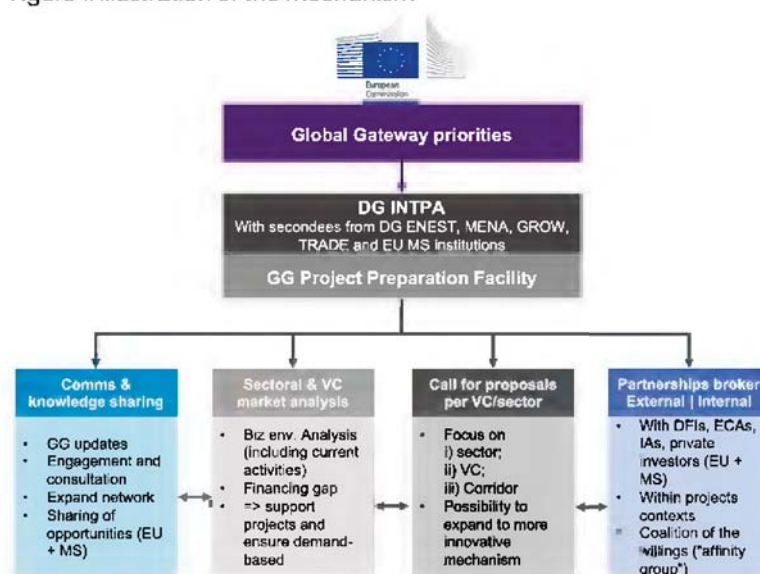 European
Commission
Global Gateway priorities
DG INTPA
With secondees from DG ENEST, MENA, GROW,
TRADE and EU MS institutions
GG Project Preparation Facility
Comms &
knowledge sharing
• GG updates
• Engagement and
consultation
• Expand network
• Sharing of
opportunities (EU
+ MS)
Sectoral & VC
market analysis
• Biz env. Analysis
(including current
activities)
• Financing gap
• => support
projects and
ensure demand-
based
Call for proposals
per VC/sector
• Focus on
i) sector;
ii) VC;
iii) Corridor
• Possibility to
expand to more
innovative
mechanism
Partnerships broker
External | Internal
• With DFIs, ECAs,
IAs, private
investors (EU +
MS)
• Within projects
contexts
• Coalition of the
willings ("affinity
group")